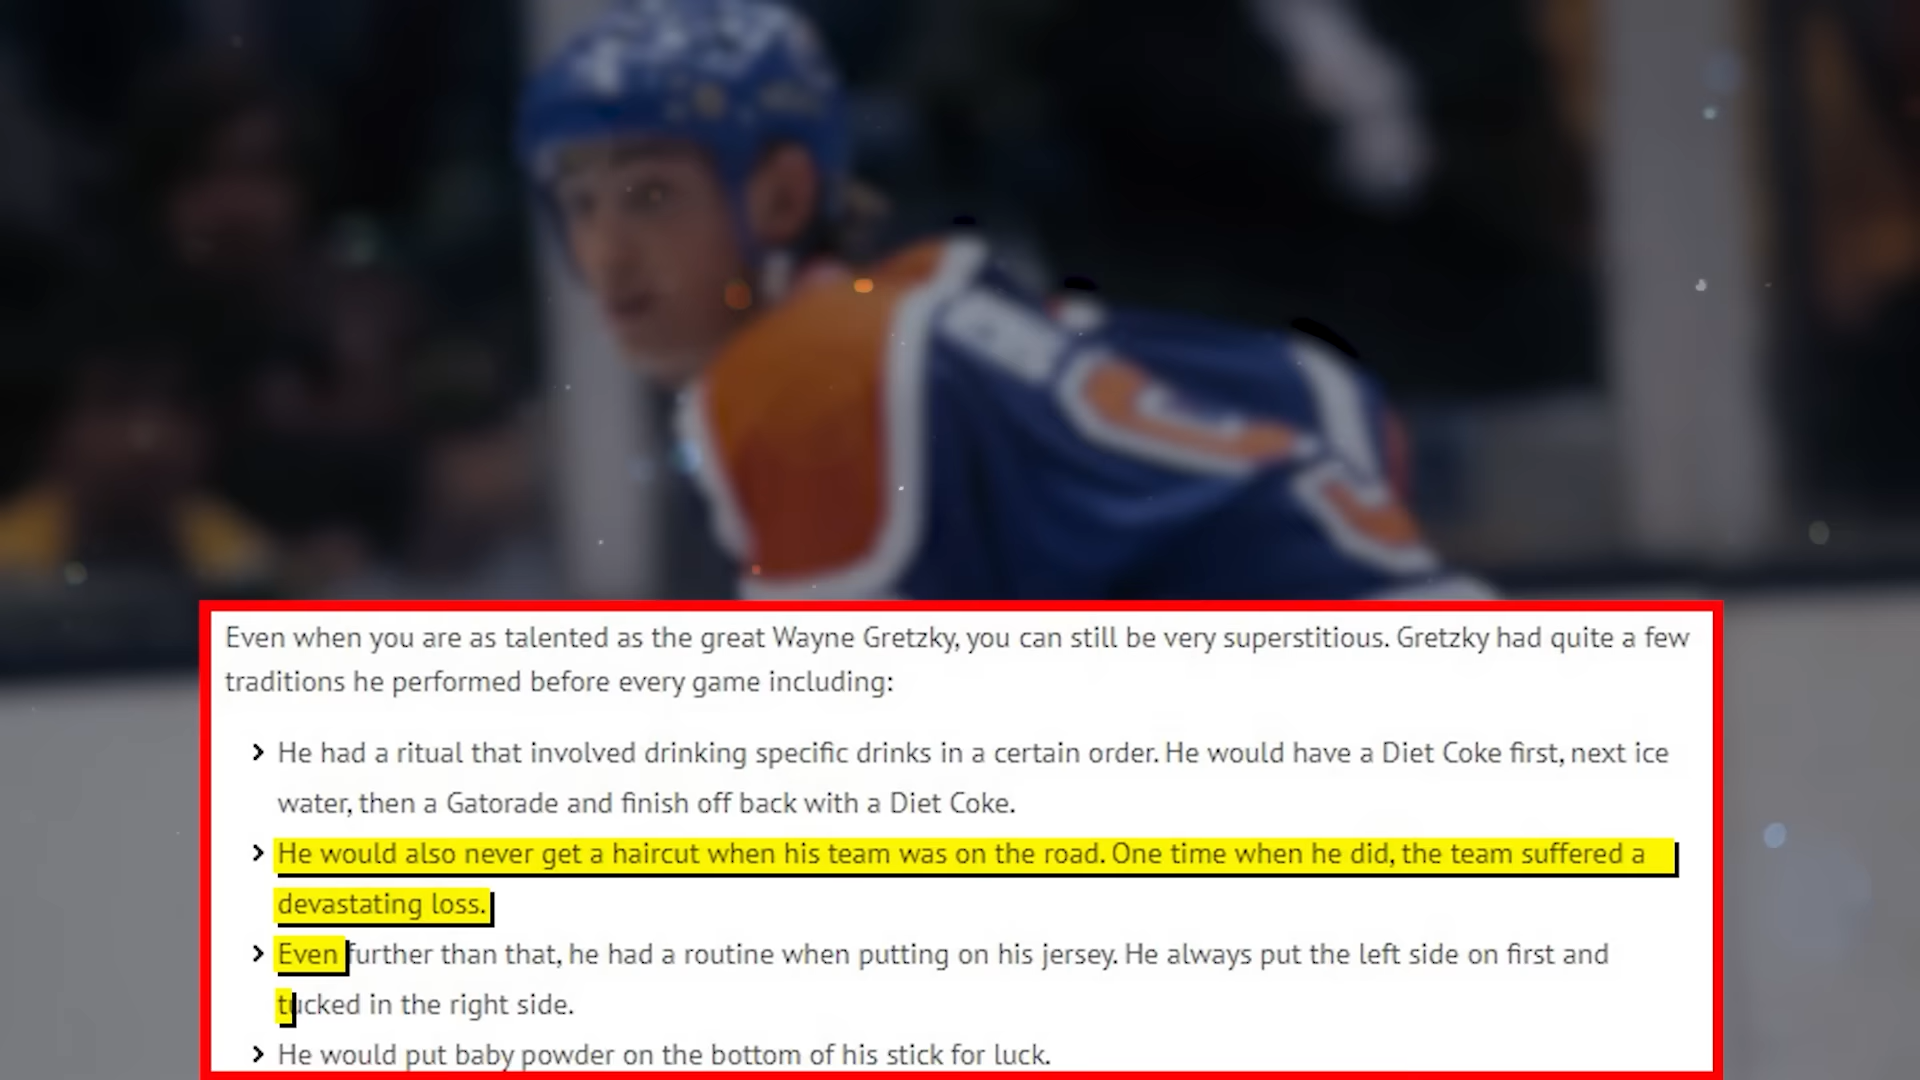 Even when you are as talented as the great Wayne Gretzky, you can still be very superstitious. Gretzky had quite a few
traditions he performed before every game including:
He had a ritual that involved drinking specific drinks in a certain order. He would have a Diet Coke first, next ice
water, then a Gatorade and finish off back with a Diet Coke.
He would also never get a haircut when his team was on the road. One time when he did, the team suffered a
devastating loss.
Even further than that, he had a routine when putting on his jersey. He always put the left side on first and
tucked in the right side.
He would put baby powder on the bottom of his stick for luck.